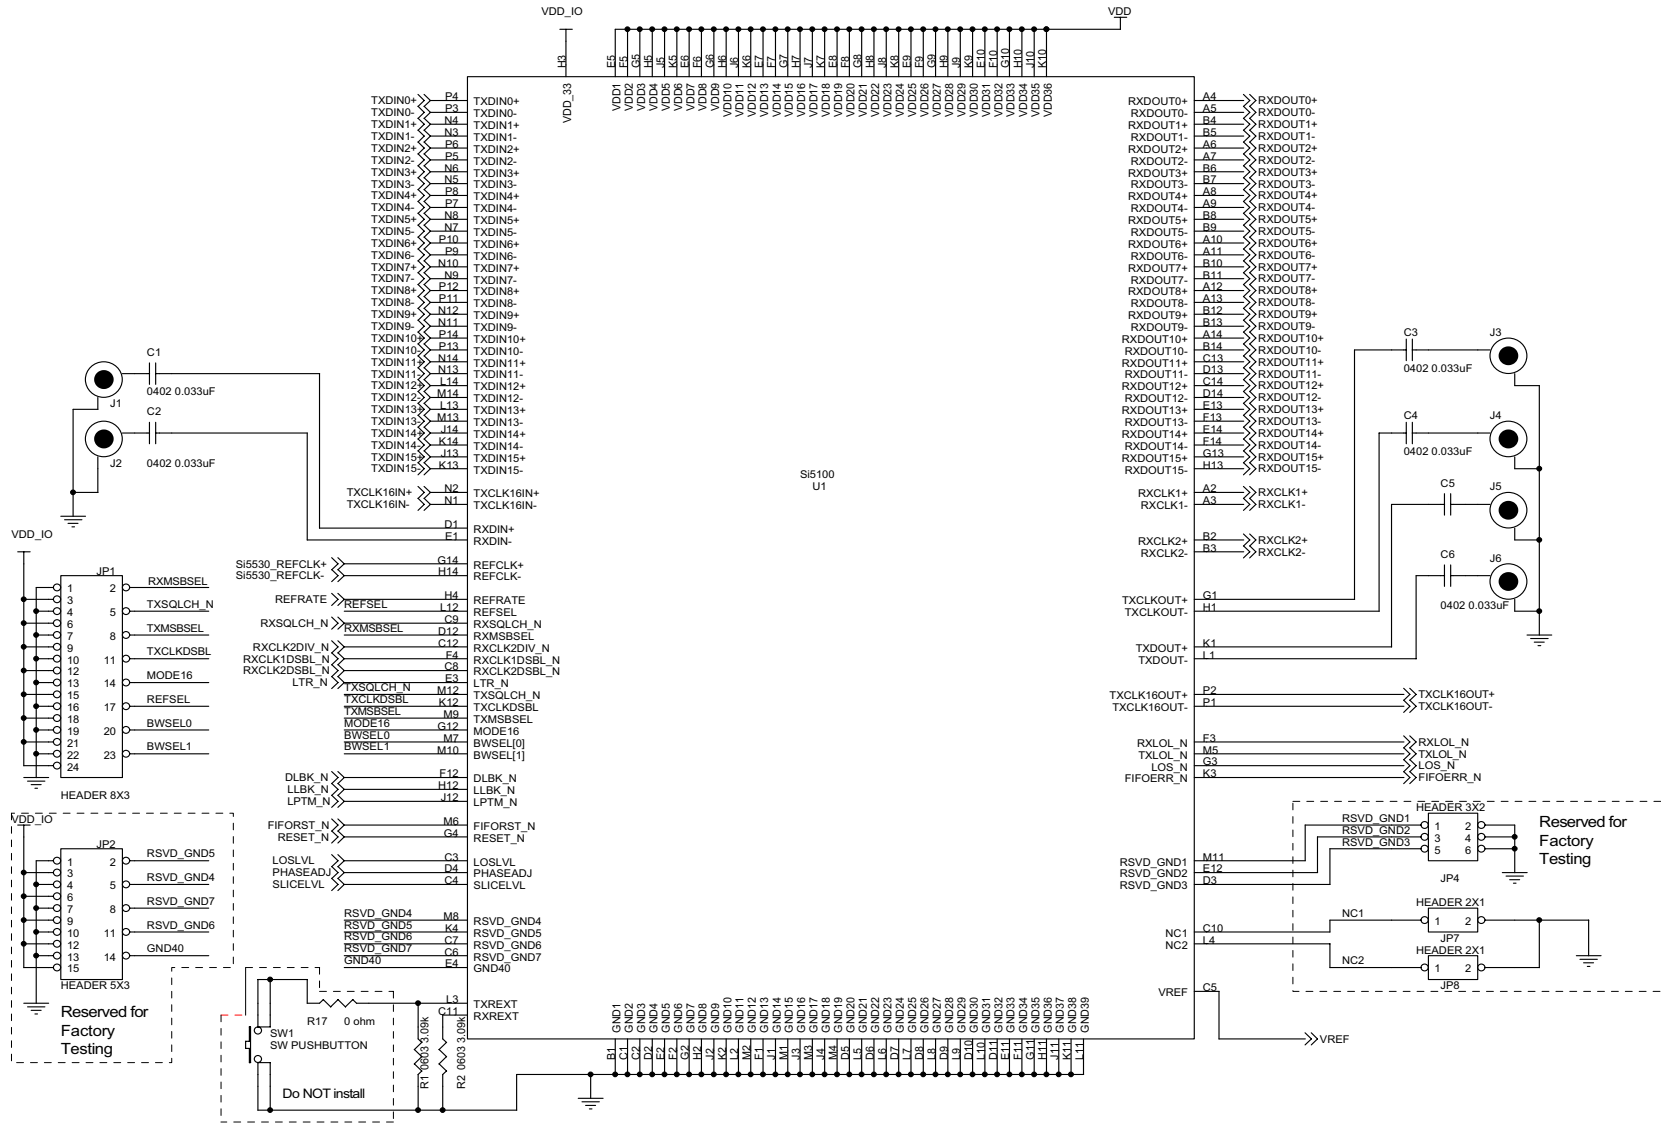 VDD_IO
VDD
H3
E5 F5 G5 H5 J5 K5 E6 F6 G6 H6 J6 K6 E7 F7 G7 H7 J7 K7 E8 F8 G8 H8 J8 K8 E9 F9 G9 H9 J9 K9 E10 F10 G10 H10 J10 K10
VDD_33
VDD1 VDD2 VDD3 VDD4 VDD5 VDD6 VDD7 VDD8 VDD9 VDD10 VDD11 VDD12 VDD13 VDD14 VDD15 VDD16 VDD17 VDD18 VDD19 VDD20 VDD21 VDD22 VDD23 VDD24 VDD25 VDD26 VDD27 VDD28 VDD29 VDD30 VDD31 VDD32 VDD33 VDD34 VDD35 VDD36
TXDIN0+ P4 TXDIN0+
TXDIN0- P3 TXDIN0-
TXDIN1+ N4 TXDIN1+
TXDIN1- N3 TXDIN1-
TXDIN2+ P6 TXDIN2+
TXDIN2- P5 TXDIN2-
TXDIN3+ N6 TXDIN3+
TXDIN3- N5 TXDIN3-
TXDIN4+ P8 TXDIN4+
TXDIN4- P7 TXDIN4-
TXDIN5+ N8 TXDIN5+
TXDIN5- N7 TXDIN5-
TXDIN6+ P10 TXDIN6+
TXDIN6- P9 TXDIN6-
TXDIN7+ N10 TXDIN7+
TXDIN7- N9 TXDIN7-
TXDIN8+ P12 TXDIN8+
TXDIN8- P11 TXDIN8-
TXDIN9+ N12 TXDIN9+
TXDIN9- N11 TXDIN9-
TXDIN10+ P14 TXDIN10+
TXDIN10- P13 TXDIN10-
TXDIN11+ N14 TXDIN11+
TXDIN11- N13 TXDIN11-
TXDIN12+ L14 TXDIN12+
TXDIN12- M14 TXDIN12-
TXDIN13+ L13 TXDIN13+
TXDIN13- M13 TXDIN13-
TXDIN14+ J14 TXDIN14+
TXDIN14- K14 TXDIN14-
TXDIN15+ J13 TXDIN15+
TXDIN15- K13 TXDIN15-
TXCLK16IN+ N2 TXCLK16IN+
TXCLK16IN- N1 TXCLK16IN-
D1 RXDIN+
E1 RXDIN-
Si5530_REFCLK+ G14 REFCLK+
Si5530_REFCLK- H14 REFCLK-
REFRATE H4 REFRATE
REFSEL L12 REFSEL
RXSQLCH_N C9 RXSQLCH_N
RXMSBSEL D12 RXMSBSEL
RXCLK2DIV_N C12 RXCLK2DIV_N
RXCLK1DSBL_N F4 RXCLK1DSBL_N
RXCLK2DSBL_N C8 RXCLK2DSBL_N
LTR_N E3 LTR_N
TXSQLCH_N M12 TXSQLCH_N
TXCLKDSBL K12 TXCLKDSBL
TXMSBSEL M9 TXMSBSEL
MODE16 G12 MODE16
BWSEL0 M7 BWSEL[0]
BWSEL1 M10 BWSEL[1]
DLBK_N F12 DLBK_N
LLBK_N H12 LLBK_N
LPTM_N J12 LPTM_N
FIFORST_N M6 FIFORST_N
RESET_N G4 RESET_N
LOSLVL C3 LOSLVL
PHASEADJ D4 PHASEADJ
SLICELVL C4 SLICELVL
RSVD_GND4 M8 RSVD_GND4
RSVD_GND5 K4 RSVD_GND5
RSVD_GND6 C7 RSVD_GND6
RSVD_GND7 C6 RSVD_GND7
GND40 E4 GND40
L3 TXREXT
C11 RXREXT
Si5100
U1
RXDOUT0+ A4 RXDOUT0+
RXDOUT0- A5 RXDOUT0-
RXDOUT1+ B4 RXDOUT1+
RXDOUT1- B5 RXDOUT1-
RXDOUT2+ A6 RXDOUT2+
RXDOUT2- A7 RXDOUT2-
RXDOUT3+ B6 RXDOUT3+
RXDOUT3- B7 RXDOUT3-
RXDOUT4+ A8 RXDOUT4+
RXDOUT4- A9 RXDOUT4-
RXDOUT5+ B8 RXDOUT5+
RXDOUT5- B9 RXDOUT5-
RXDOUT6+ A10 RXDOUT6+
RXDOUT6- A11 RXDOUT6-
RXDOUT7+ B10 RXDOUT7+
RXDOUT7- B11 RXDOUT7-
RXDOUT8+ A12 RXDOUT8+
RXDOUT8- A13 RXDOUT8-
RXDOUT9+ B12 RXDOUT9+
RXDOUT9- B13 RXDOUT9-
RXDOUT10+ A14 RXDOUT10+
RXDOUT10- B14 RXDOUT10-
RXDOUT11+ C13 RXDOUT11+
RXDOUT11- D13 RXDOUT11-
RXDOUT12+ C14 RXDOUT12+
RXDOUT12- D14 RXDOUT12-
RXDOUT13+ E13 RXDOUT13+
RXDOUT13- F13 RXDOUT13-
RXDOUT14+ E14 RXDOUT14+
RXDOUT14- F14 RXDOUT14-
RXDOUT15+ G13 RXDOUT15+
RXDOUT15- H13 RXDOUT15-
RXCLK1+ A2 RXCLK1+
RXCLK1- A3 RXCLK1-
RXCLK2+ B2 RXCLK2+
RXCLK2- B3 RXCLK2-
TXCLKOUT+ G1
TXCLKOUT- H1
TXDOUT+ K1
TXDOUT- L1
TXCLK16OUT+ P2 TXCLK16OUT+
TXCLK16OUT- P1 TXCLK16OUT-
RXLOL_N F3 RXLOL_N
TXLOL_N M5 TXLOL_N
LOS_N G3 LOS_N
FIFOERR_N K3 FIFOERR_N
RSVD_GND1 M11
RSVD_GND2 E12
RSVD_GND3 D3
NC1 C10
NC2 L4
VREF C5
VREF
C1
0402 0.033uF
J1
C2
0402 0.033uF
J2
C3 J3
0402 0.033uF
C4 J4
0402 0.033uF
C5 J5
C6 J6
0402 0.033uF
VDD_IO
JP1
1 2 RXMSBSEL
3
4 5 TXSQLCH_N
6
7 8 TXMSBSEL
9
10 11 TXCLKDSBL
12
13 14 MODE16
15
16 17 REFSEL
18
19 20 BWSEL0
21
22 23 BWSEL1
24
HEADER 8X3
VDD_IO
JP2
1 2 RSVD_GND5
3
4 5 RSVD_GND4
6
7 8 RSVD_GND7
9
10 11 RSVD_GND6
12
13 14 GND40
15
HEADER 5X3
Reserved for
Factory
Testing
R17 0 ohm
SW1
SW PUSHBUTTON
Do NOT install
R1 0603 3.09k
R2 0603 3.09k
HEADER 3X2
RSVD_GND1 1 2
RSVD_GND2 3 4
RSVD_GND3 5 6
JP4
Reserved for
Factory
Testing
HEADER 2X1
NC1 1 2
JP7
HEADER 2X1
NC2 1 2
JP8
GND1 GND2 GND3 GND4 GND5 GND6 GND7 GND8 GND9 GND10 GND11 GND12 GND13 GND14 GND15 GND16 GND17 GND18 GND19 GND20 GND21 GND22 GND23 GND24 GND25 GND26 GND27 GND28 GND29 GND30 GND31 GND32 GND33 GND34 GND35 GND36 GND37 GND38 GND39
B1 C1 C2 D2 E2 F2 G2 H2 J2 K2 L2 M2 F1 J1 M1 J3 M3 J4 M4 D5 L5 D6 L6 D7 L7 D8 L8 D9 L9 D10 L10 D11 E11 F11 G11 H11 J11 K11 L11